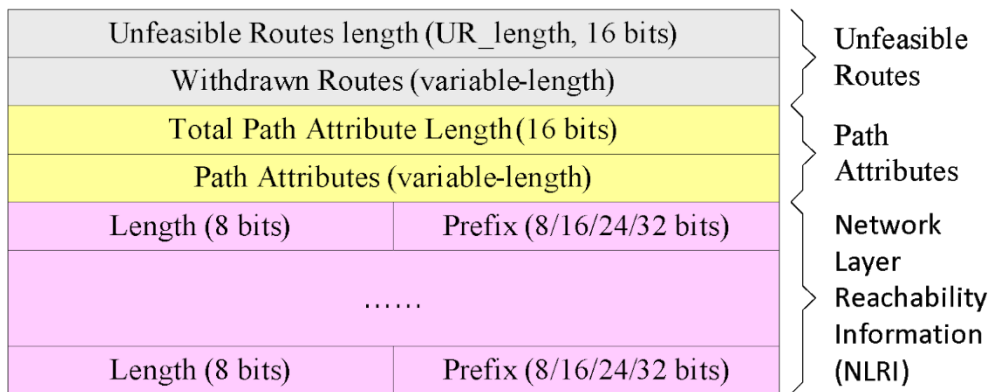 Unfeasible Routes length (UR_length, 16 bits)
Withdrawn Routes (variable-length)
Unfeasible
Routes
Total Path Attribute Length (16 bits)
Path Attributes (variable-length)
Path
Attributes
Length (8 bits) Prefix (8/16/24/32 bits)
……
Length (8 bits) Prefix (8/16/24/32 bits)
Network
Layer
Reachability
Information
(NLRI)